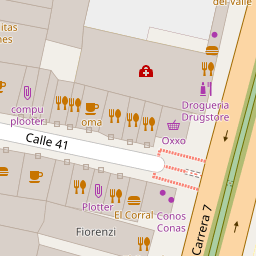 del Valle
itas
nes
Drogueria
Drugstore
compu
plooter
oma
Oxxo
Calle 41
Plotter
El Corral
Conos
Conas
Fiorenzi
Carrera 7